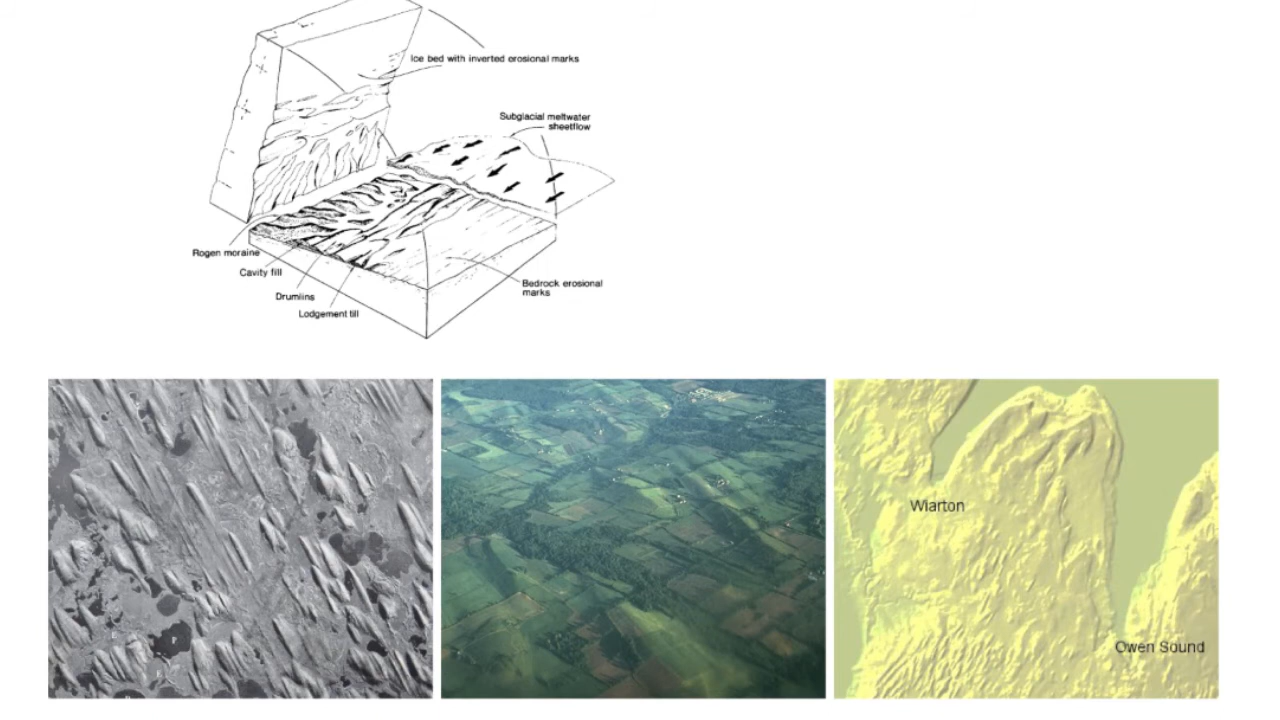 Ice bed with inverted erosional marks
Subglacial meltwater
sheetflow
Rogen moraine
Cavity fill
Drumlins
Lodgement till
Bedrock erosional
marks
Wiarton
Owen Sound